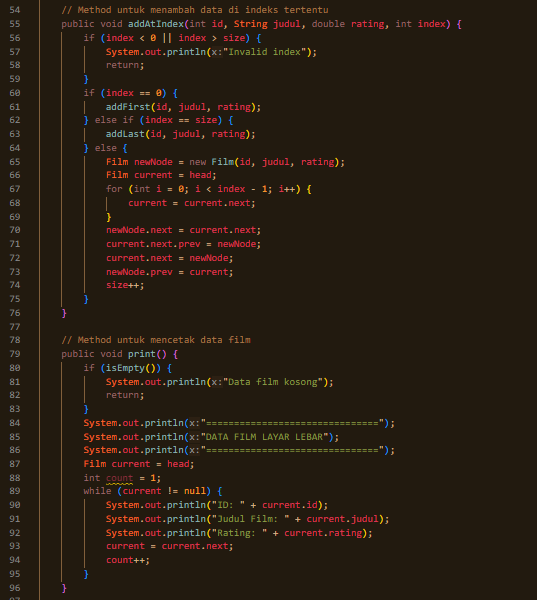 54 // Method untuk menambah data di indeks tertentu
55 public void addAtIndex(int id, String judul, double rating, int index) {
56 if (index < 0 || index > size) {
57 System.out.println(x:"Invalid index");
58 return;
59 }
60 if (index == 0) {
61 addFirst(id, judul, rating);
62 } else if (index == size) {
63 addLast(id, judul, rating);
64 } else {
65 Film newNode = new Film(id, judul, rating);
66 Film current = head;
67 for (int i = 0; i < index - 1; i++) {
68 current = current.next;
69 }
70 newNode.next = current.next;
71 current.next.prev = newNode;
72 current.next = newNode;
73 newNode.prev = current;
74 size++;
75 }
76 }
77
78 // Method untuk mencetak data film
79 public void print() {
80 if (isEmpty()) {
81 System.out.println(x:"Data film kosong");
82 return;
83 }
84 System.out.println(x:"==============================");
85 System.out.println(x:"DATA FILM LAYAR LEBAR");
86 System.out.println(x:"==============================");
87 Film current = head;
88 int count = 1;
89 while (current != null) {
90 System.out.println("ID: " + current.id);
91 System.out.println("Judul Film: " + current.judul);
92 System.out.println("Rating: " + current.rating);
93 current = current.next;
94 count++;
95 }
96 }